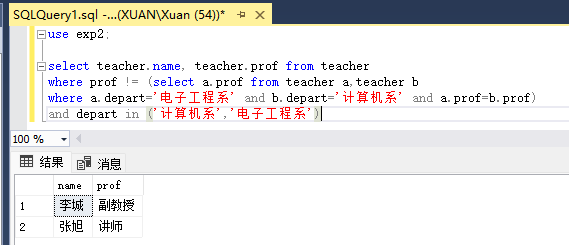 SQLQuery1.sql -...(XUAN\Xuan (54))*
use exp2;
select teacher.name, teacher.prof from teacher
where prof != (select a.prof from teacher a,teacher b
where a.depart='电子工程系' and b.depart='计算机系' and a.prof=b.prof)
and depart in ('计算机系','电子工程系')
100 %
结果 消息
name prof
1 李城 副教授
2 张旭 讲师